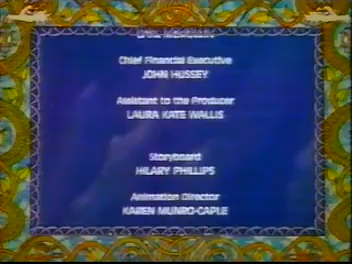 Chief Financial Executive
JOHN HUSSEY
Assistant to the Producer
LAURA KATE WALLIS
Storyboard
HILARY PHILLIPS
Animation Director
KAREN MUNRO-CAPLE